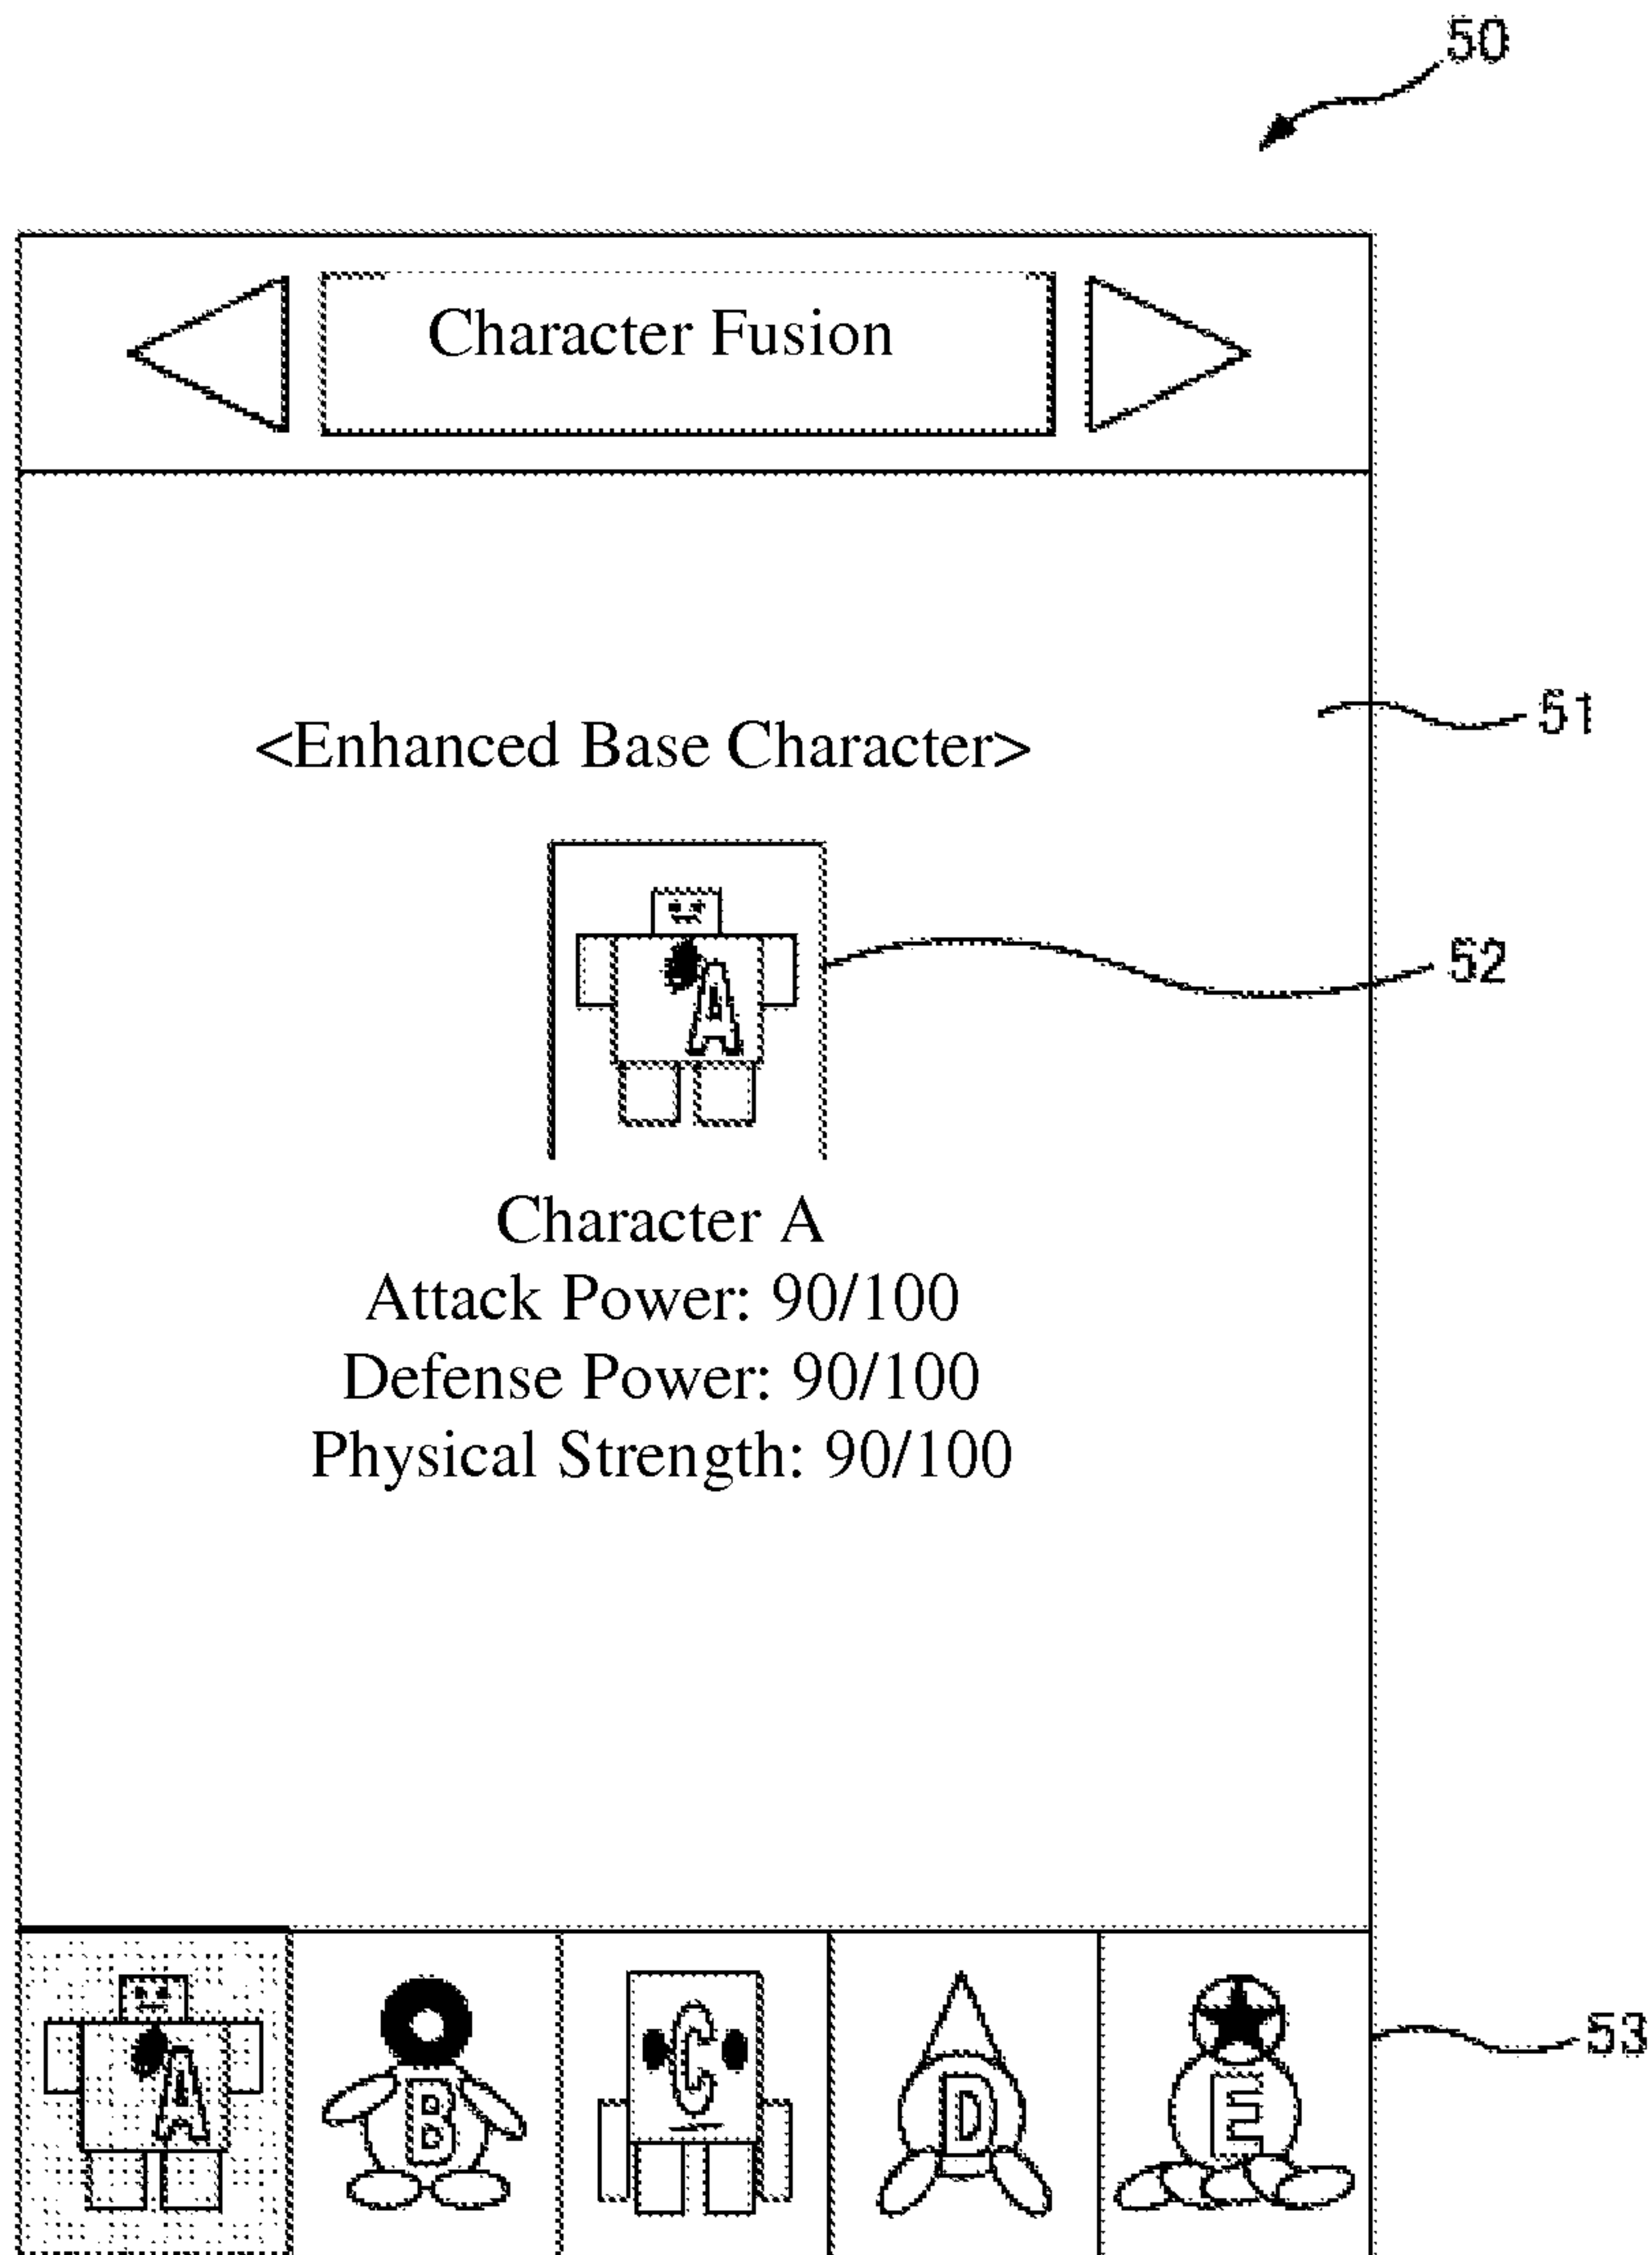 50
Character Fusion
51
<Enhanced Base Character>
A
52
Character A
Attack Power: 90/100
Defense Power: 90/100
Physical Strength: 90/100
A B C D E
53